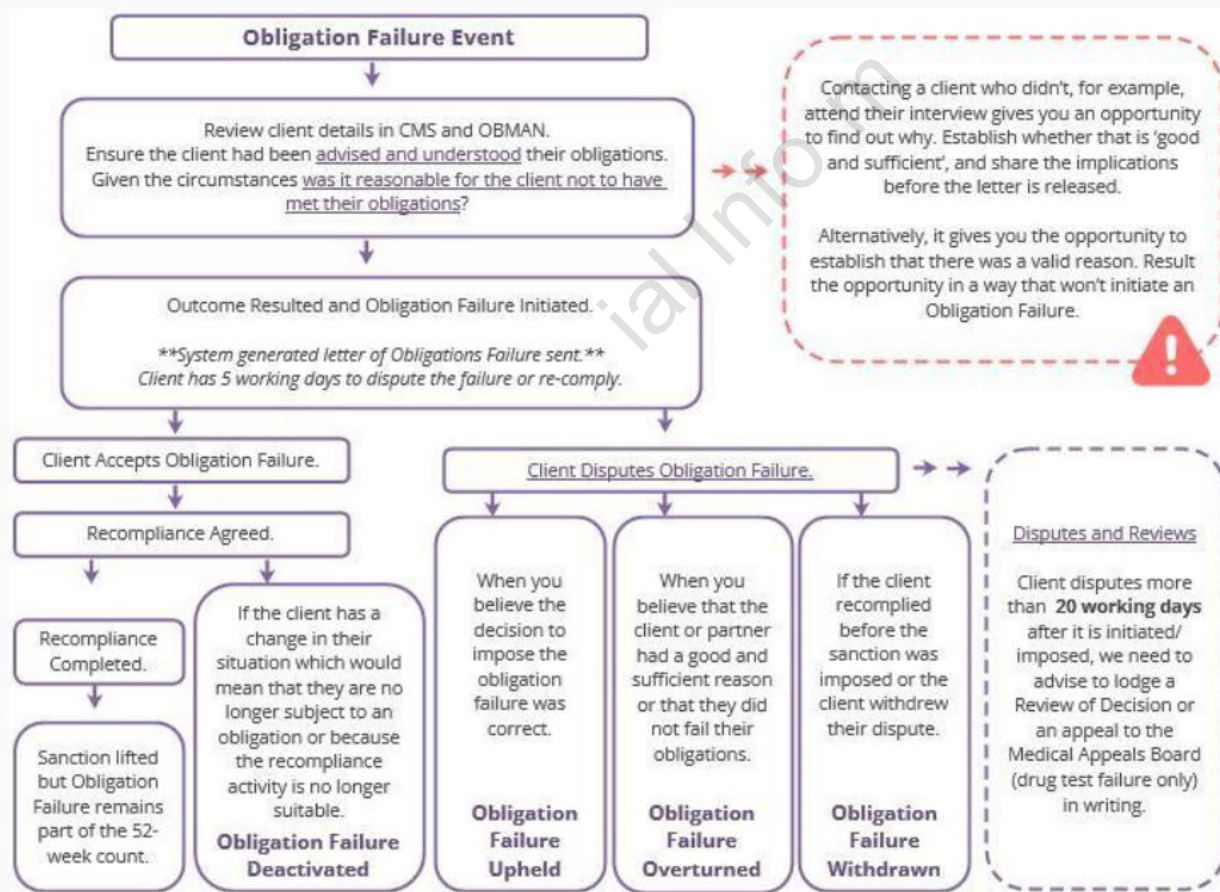 Obligation Failure Event
Review client details in CMS and OBMAN.
Ensure the client had been advised and understood their obligations.
Given the circumstances was it reasonable for the client not to have
met their obligations?
Contacting a client who didn't, for example,
attend their interview gives you an opportunity
to find out why. Establish whether that is 'good
and sufficient', and share the implications
before the letter is released.
Alternatively, it gives you the opportunity to
establish that there was a valid reason. Result
the opportunity in a way that won't initiate an
Obligation Failure.
Outcome Resulted and Obligation Failure Initiated.
**System generated letter of Obligations Failure sent.**
Client has 5 working days to dispute the failure or re-comply.
Client Accepts Obligation Failure.
Recompliance Agreed.
Recompliance
Completed.
Sanction lifted
but Obligation
Failure remains
part of the 52-
week count.
If the client has a
change in their
situation which would
mean that they are no
longer subject to an
obligation or because
the recompliance
activity is no longer
suitable.
Obligation Failure
Deactivated
Client Disputes Obligation Failure.
When you
believe the
decision to
impose the
obligation
failure was
correct.
Obligation
Failure
Upheld
When you
believe that the
client or partner
had a good and
sufficient reason
or that they did
not fail their
obligations.
Obligation
Failure
Overturned
If the client
recomplied
before the
sanction was
imposed or the
client withdrew
their dispute.
Obligation
Failure
Withdrawn
Disputes and Reviews
Client disputes more
than 20 working days
after it is initiated/
imposed, we need to
advise to lodge a
Review of Decision or
an appeal to the
Medical Appeals Board
(drug test failure only)
in writing.